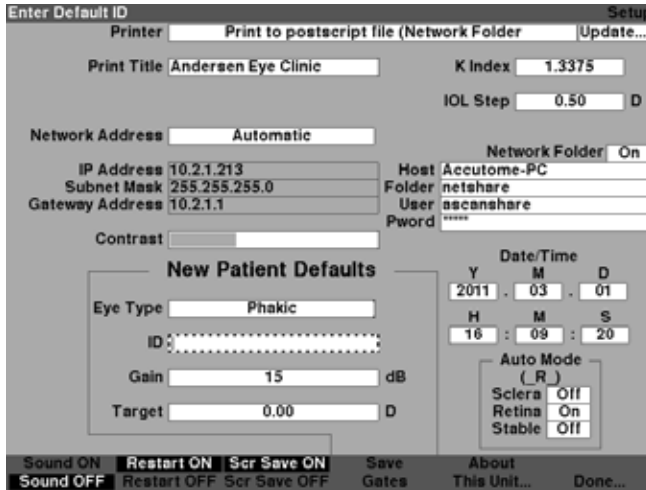 Enter Default ID Setup
Printer Print to postscript file (Network Folder Update...
Print Title Andersen Eye Clinic K Index 1.3375
IOL Step 0.50 D
Network Address Automatic
Network Folder On
IP Address 10.2.1.213 Host Accutome-PC
Subnet Mask 255.255.255.0 Folder netshare
Gateway Address 10.2.1.1 User ascanshare
Pword *****
Contrast
Date/Time
New Patient Defaults
Y M D
2011 . 03 . 01
Eye Type Phakic
H M S
16 : 09 : 20
ID
Auto Mode
(_R_)
Gain 15 dB
Sclera Off
Retina On
Target 0.00 D
Stable Off
Sound ON Restart ON Scr Save ON Save About
Sound OFF Restart OFF Scr Save OFF Gates This Unit... Done...